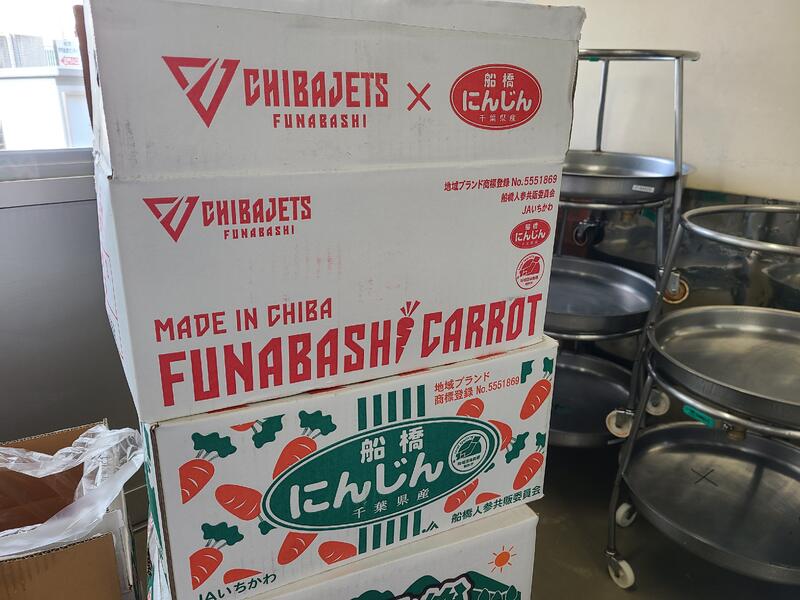 CHIBAJETS
FUNABASHI
×
船橋
にんじん
千葉県産
CHIBAJETS
FUNABASHI
地域ブランド商標登録 No.5551869
船橋人参共販委員会
JAいちかわ
船橋
にんじん
MADE IN CHIBA
FUNABASHI CARROT
地域ブランド
商標登録 No.5551869
船橋
にんじん
千葉県産
JA
船橋人参共販委員会
JAいちかわ